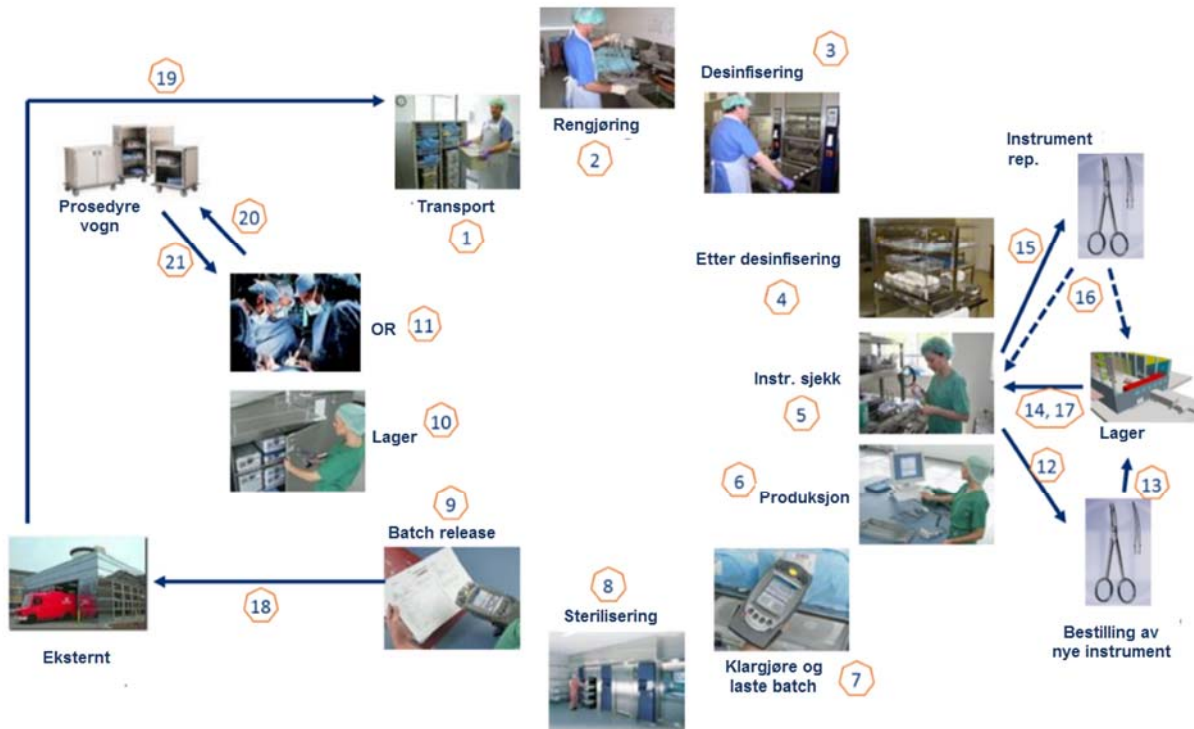 19
Prosedyre
vogn
20
21
Transport
1
Rengjøring
2
3
Desinfisering
Etter desinfisering
4
Instr. sjekk
5
6
Produksjon
Klargjøre og
laste batch
7
8
Sterilisering
9
Batch release
10
Lager
OR
11
18
Eksternt
Instrument
rep.
15
16
14, 17
Lager
12
13
Bestilling av
nye instrument